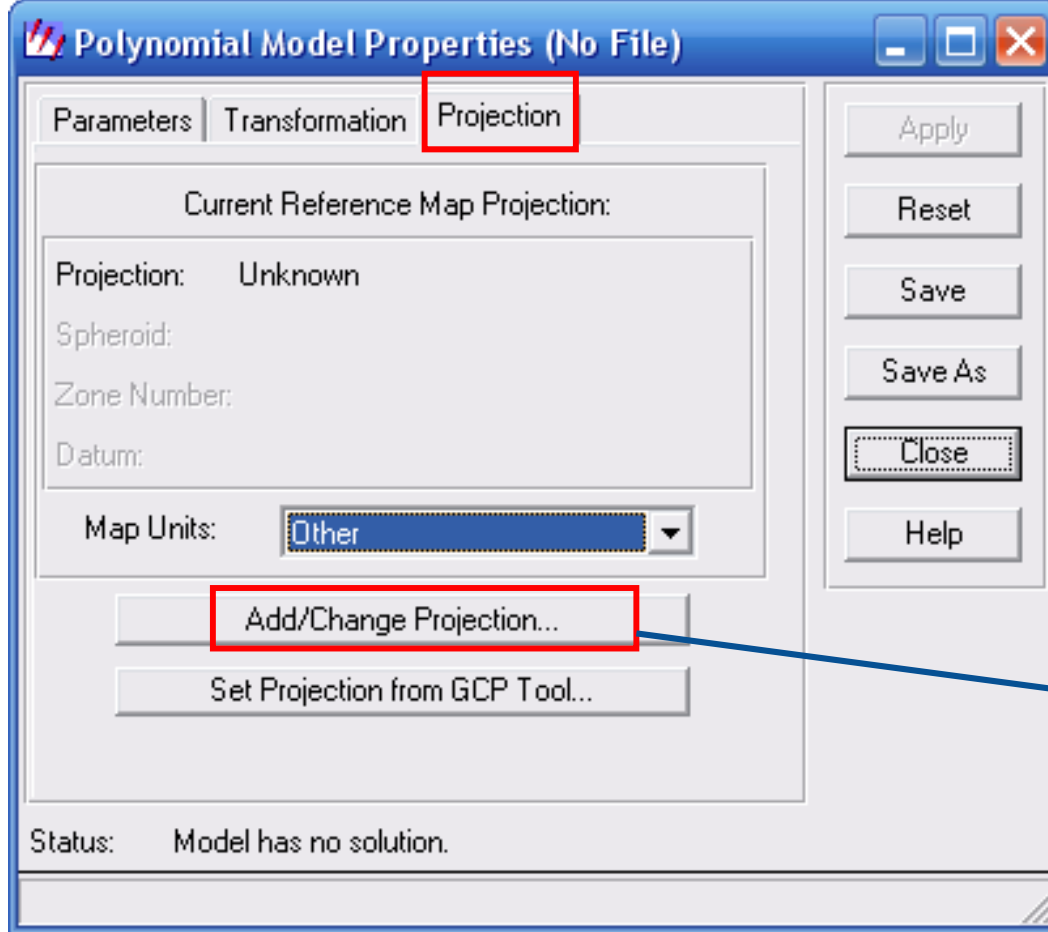 Polynomial Model Properties (No File)
Parameters Transformation Projection
Current Reference Map Projection:
Projection: Unknown
Spheroid:
Zone Number:
Datum:
Map Units: Other
Add/Change Projection...
Set Projection from GCP Tool...
Status: Model has no solution.
Apply
Reset
Save
Save As
Close
Help